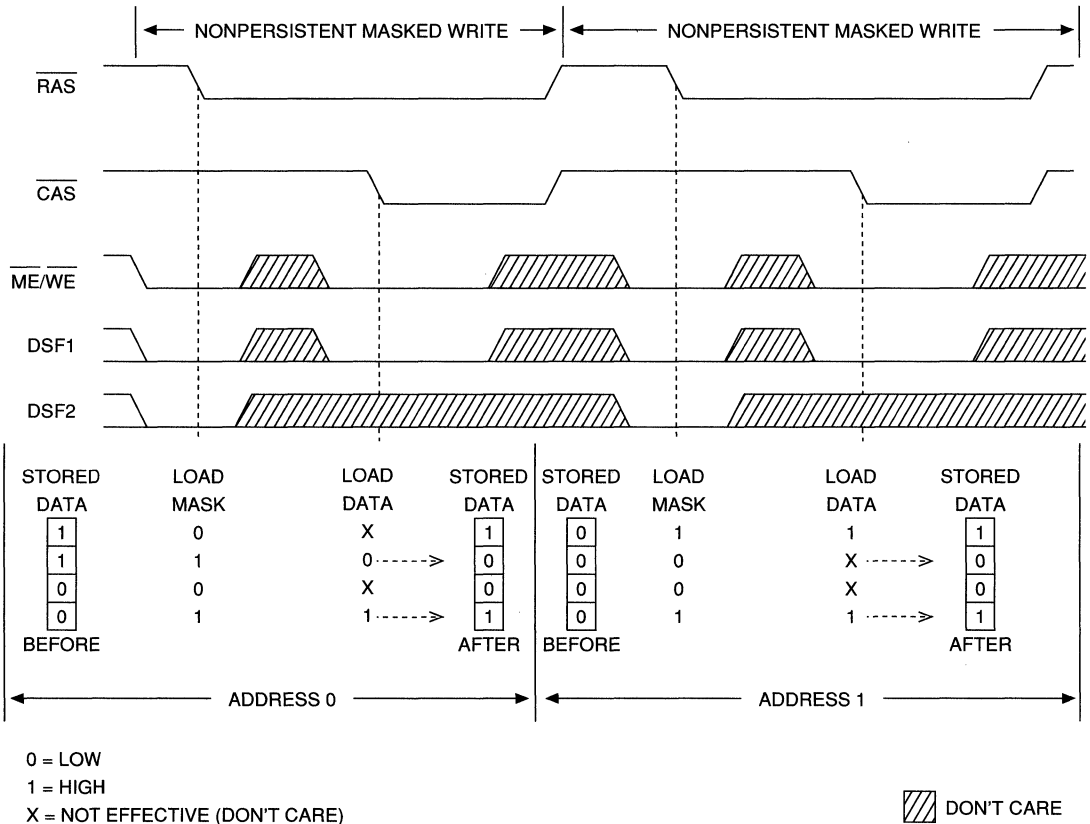 NONPERSISTENT MASKED WRITE NONPERSISTENT MASKED WRITE
RAS
CAS
ME/WE
DSF1
DSF2
STORED LOAD LOAD STORED STORED LOAD LOAD STORED
DATA MASK DATA DATA DATA MASK DATA DATA
1 0 X 1 0 1 1 1
1 1 0 0 0 0 X 0
0 0 X 0 0 0 X 0
0 1 1 1 0 1 1 1
BEFORE AFTER BEFORE AFTER
ADDRESS 0 ADDRESS 1
0 = LOW
1 = HIGH
X = NOT EFFECTIVE (DON'T CARE) DON'T CARE